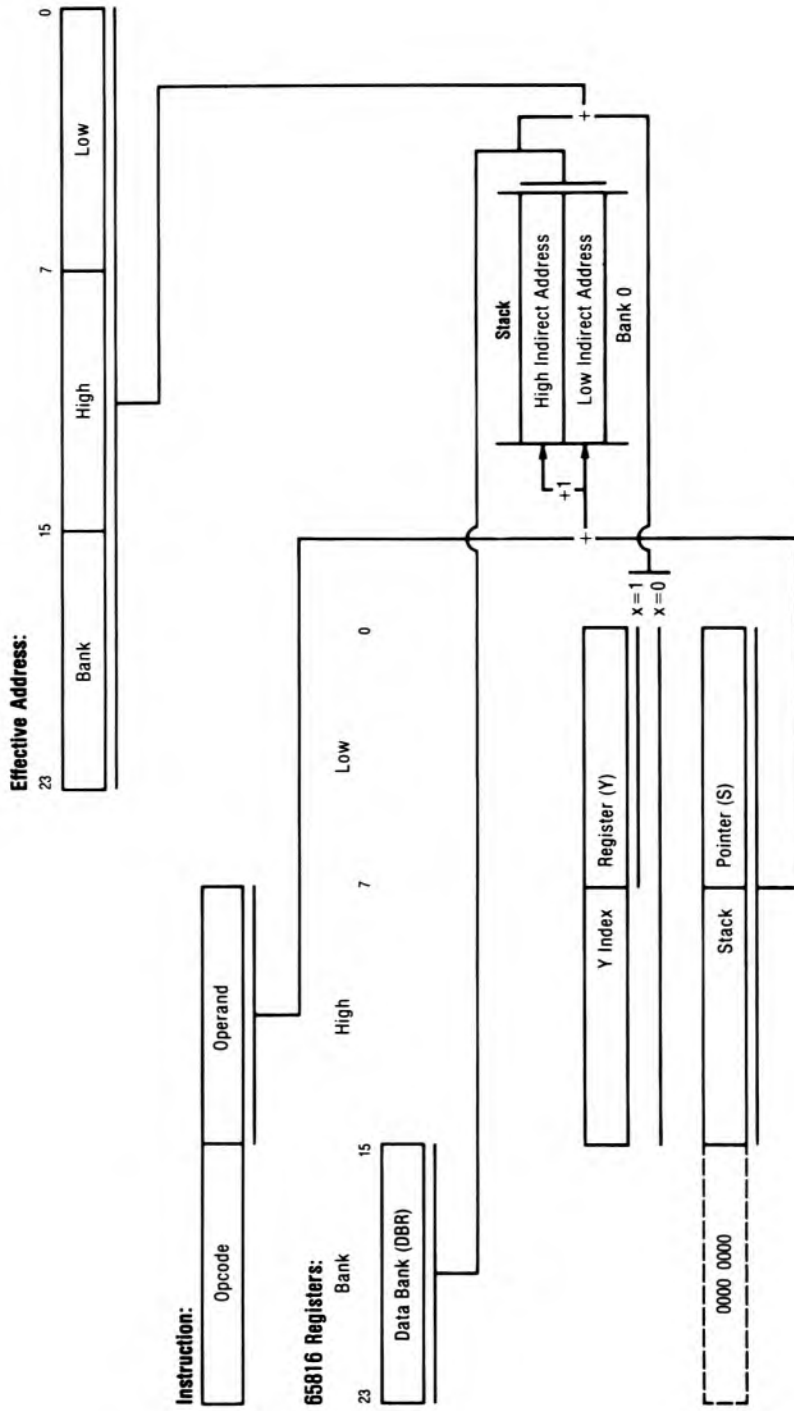 Effective Address:
23 15 7 0
Bank High Low
Instruction:
Opcode Operand
65816 Registers:
Bank High Low
23 15 7 0
Data Bank (DBR)
Stack
High Indirect Address
Low Indirect Address
Bank 0
+1
+
+
Y Index Register (Y)
x=1
x=0
0000 0000 Stack Pointer (S)